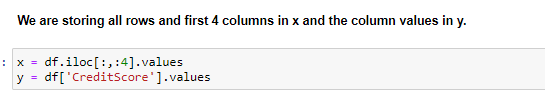 We are storing all rows and first 4 columns in x and the column values in y.
: x = df.iloc[:,:4].values
y = df['CreditScore'].values